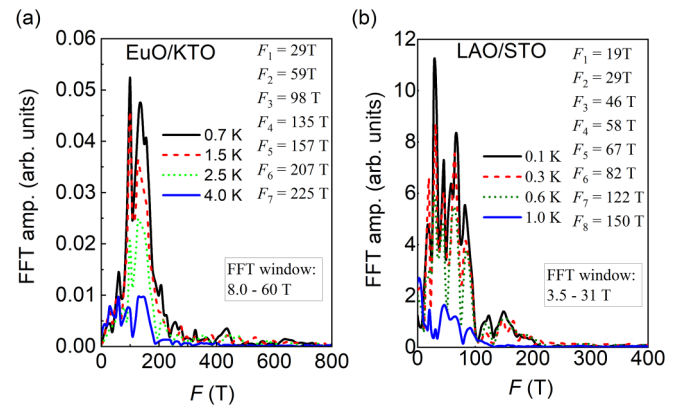 (a)
EuO/KTO
F₁ = 29T
F₂ = 59T
F₃ = 98 T
F₄ = 135 T
F₅ = 157 T
F₆ = 207 T
F₇ = 225 T
0.7 K
1.5 K
2.5 K
4.0 K
FFT window:
8.0 - 60 T
FFT amp. (arb. units)
0.06
0.05
0.04
0.03
0.02
0.01
0.00
0 200 400 600 800
F (T)
(b)
LAO/STO
F₁ = 19T
F₂ = 29T
F₃ = 46 T
F₄ = 58 T
F₅ = 67 T
F₆ = 82 T
F₇ = 122 T
F₈ = 150 T
0.1 K
0.3 K
0.6 K
1.0 K
FFT window:
3.5 - 31 T
FFT amp. (arb. units)
12
10
8
6
4
2
0
0 100 200 300 400
F (T)